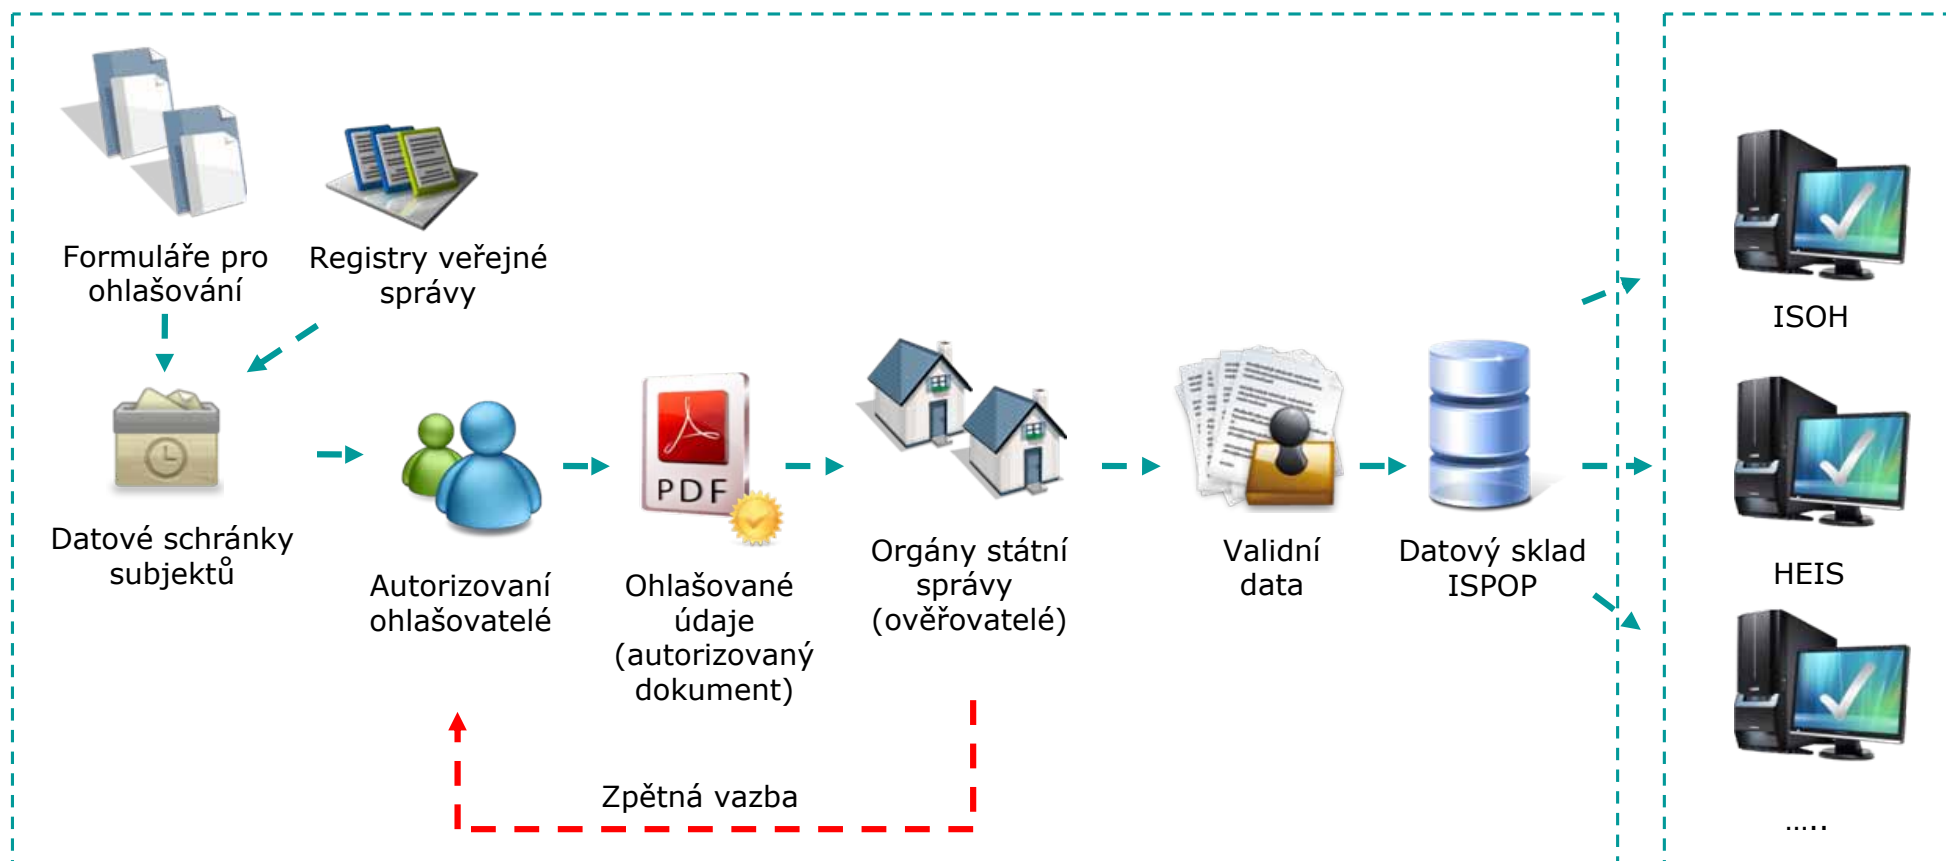 Formuláře pro
ohlašování
Registry veřejné
správy
Datové schránky
subjektů
Autorizovaní
ohlašovatelé
PDF
Ohlašované
údaje
(autorizovaný
dokument)
Orgány státní
správy
(ověřovatelé)
Validní
data
Datový sklad
ISPOP
Zpětná vazba
ISOH
HEIS
…..